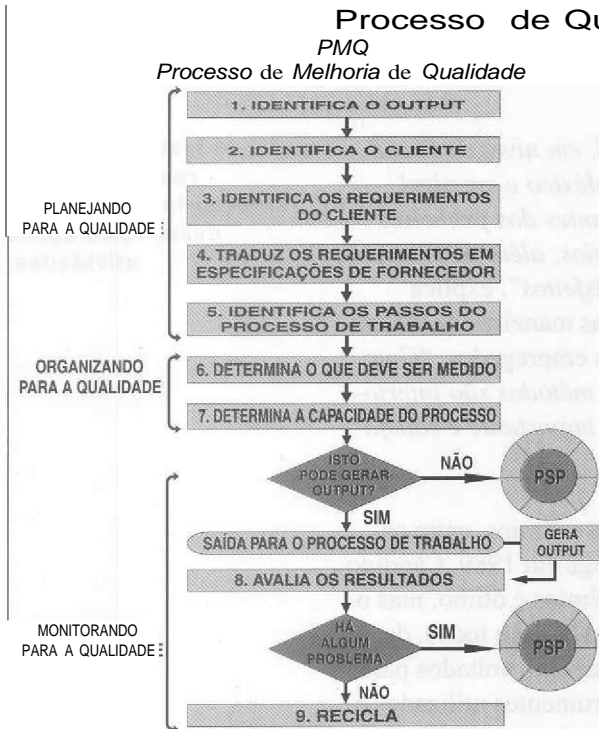 Processo de Qu
PMQ
Processo de Melhoria de Qualidade
1. IDENTIFICA O OUTPUT
2. IDENTIFICA O CLIENTE
3. IDENTIFICA OS REQUERIMENTOS
DO CLIENTE
4. TRADUZ OS REQUERIMENTOS EM
ESPECIFICAÇÕES DE FORNECEDOR
5. IDENTIFICA OS PASSOS DO
PROCESSO DE TRABALHO
PLANEJANDO
PARA A QUALIDADE
6. DETERMINA O QUE DEVE SER MEDIDO
7. DETERMINA A CAPACIDADE DO PROCESSO
ORGANIZANDO
PARA A QUALIDADE
ISTO
PODE GERAR
OUTPUT?
NÃO
PSP
SIM
SAÍDA PARA O PROCESSO DE TRABALHO
GERA
OUTPUT
8. AVALIA OS RESULTADOS
HÁ
ALGUM
PROBLEMA
SIM
PSP
NÃO
9. RECICLA
MONITORANDO
PARA A QUALIDADE